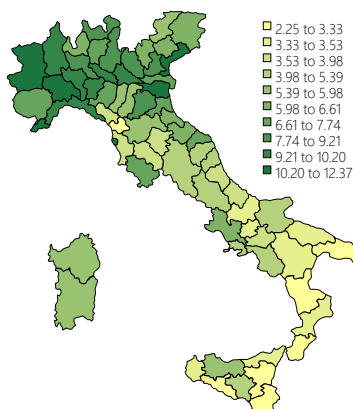 2.25 to 3.33
3.33 to 3.53
3.53 to 3.98
3.98 to 5.39
5.39 to 5.98
5.98 to 6.61
6.61 to 7.74
7.74 to 9.21
9.21 to 10.20
10.20 to 12.37